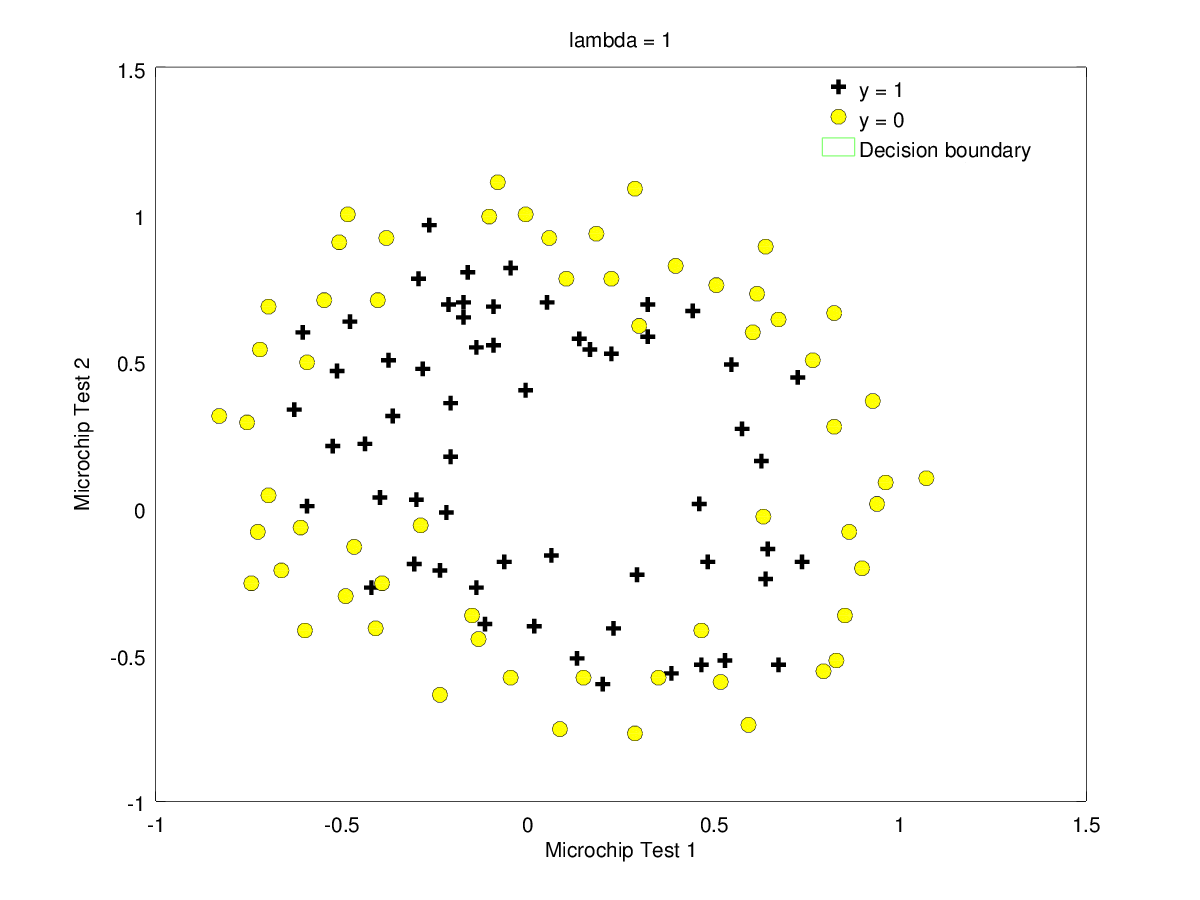 lambda = 1
1.5
1
0.5
0
-0.5
-1
-1 -0.5 0 0.5 1 1.5
Microchip Test 1
Microchip Test 2
y = 1
y = 0
Decision boundary